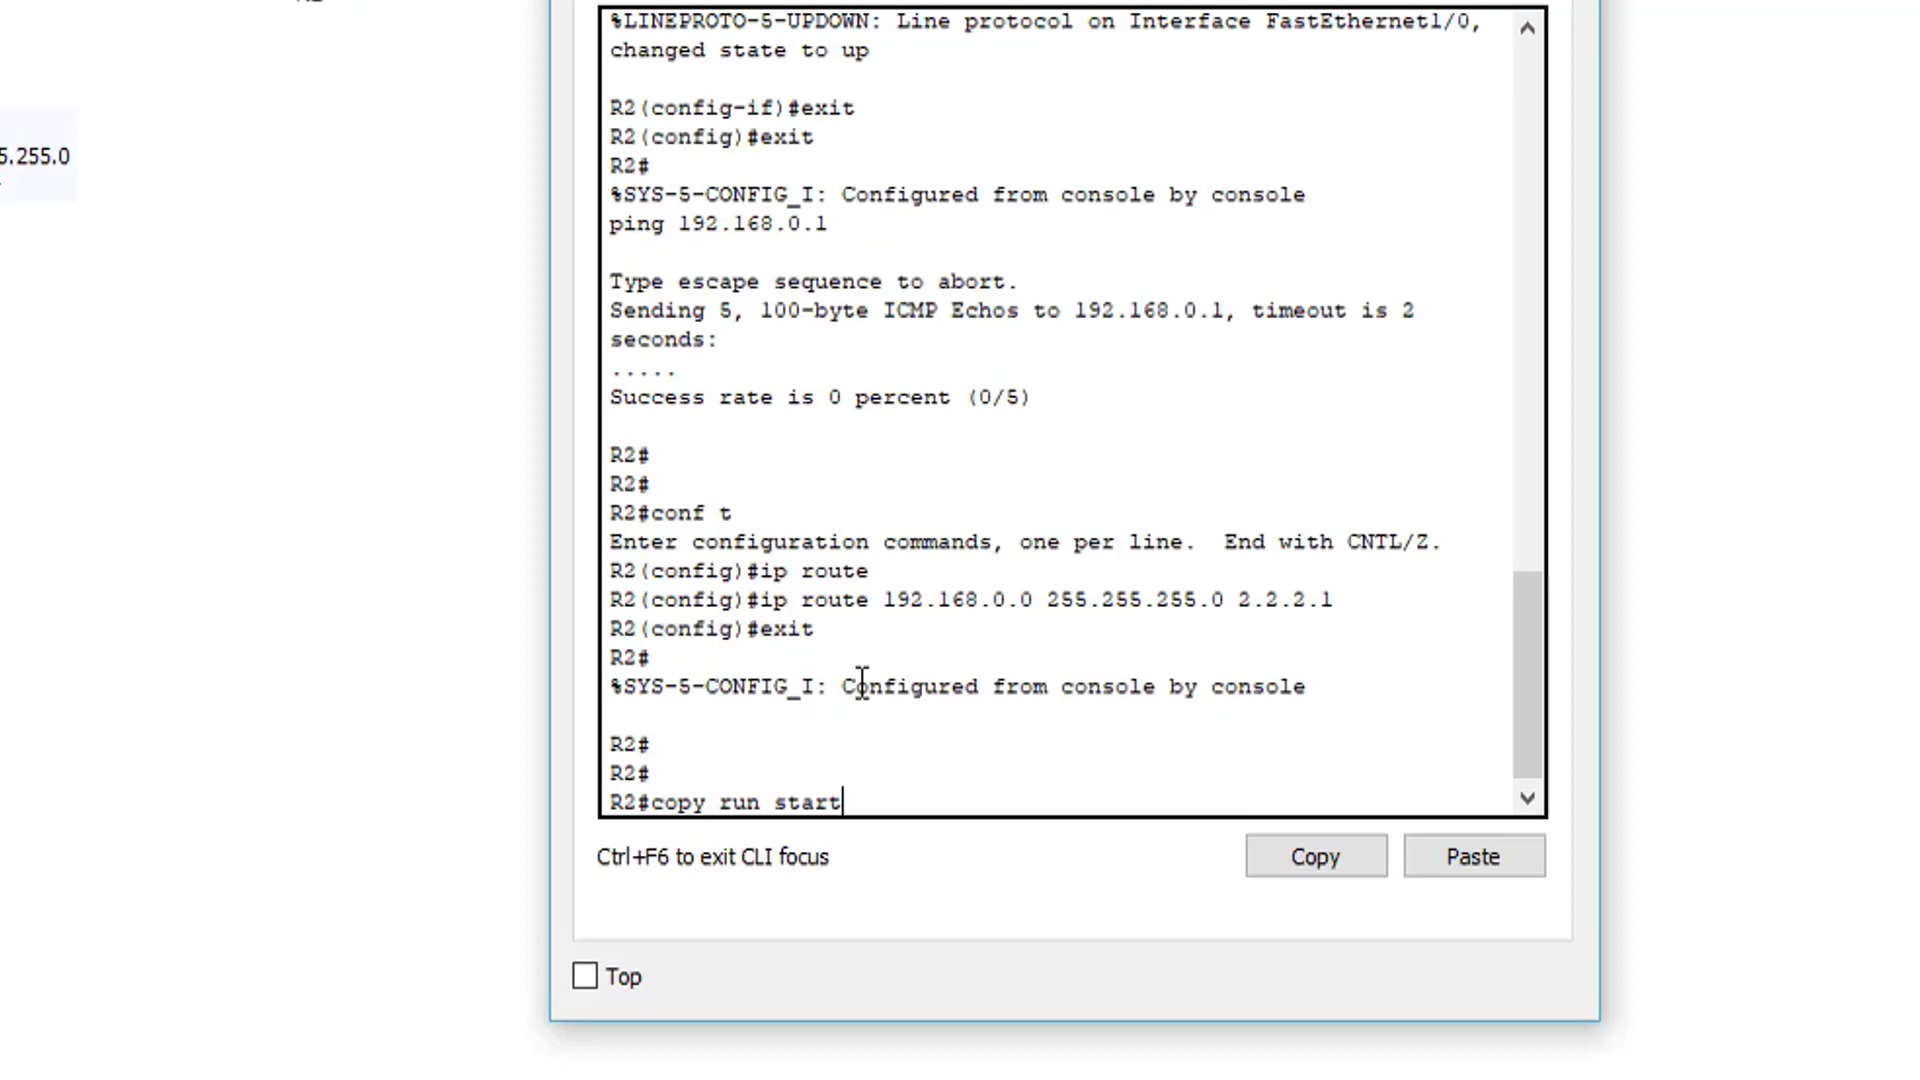 %LINEPROTO-5-UPDOWN: Line protocol on Interface FastEthernet1/0,
changed state to up
R2(config-if)#exit
R2(config)#exit
R2#
%SYS-5-CONFIG_I: Configured from console by console
ping 192.168.0.1
Type escape sequence to abort.
Sending 5, 100-byte ICMP Echos to 192.168.0.1, timeout is 2
seconds:
.....
Success rate is 0 percent (0/5)
R2#
R2#
R2#conf t
Enter configuration commands, one per line.  End with CNTL/Z.
R2(config)#ip route
R2(config)#ip route 192.168.0.0 255.255.255.0 2.2.2.1
R2(config)#exit
R2#
%SYS-5-CONFIG_I: Configured from console by console
R2#
R2#
R2#copy run start
5.255.0
Ctrl+F6 to exit CLI focus
Copy
Paste
Top